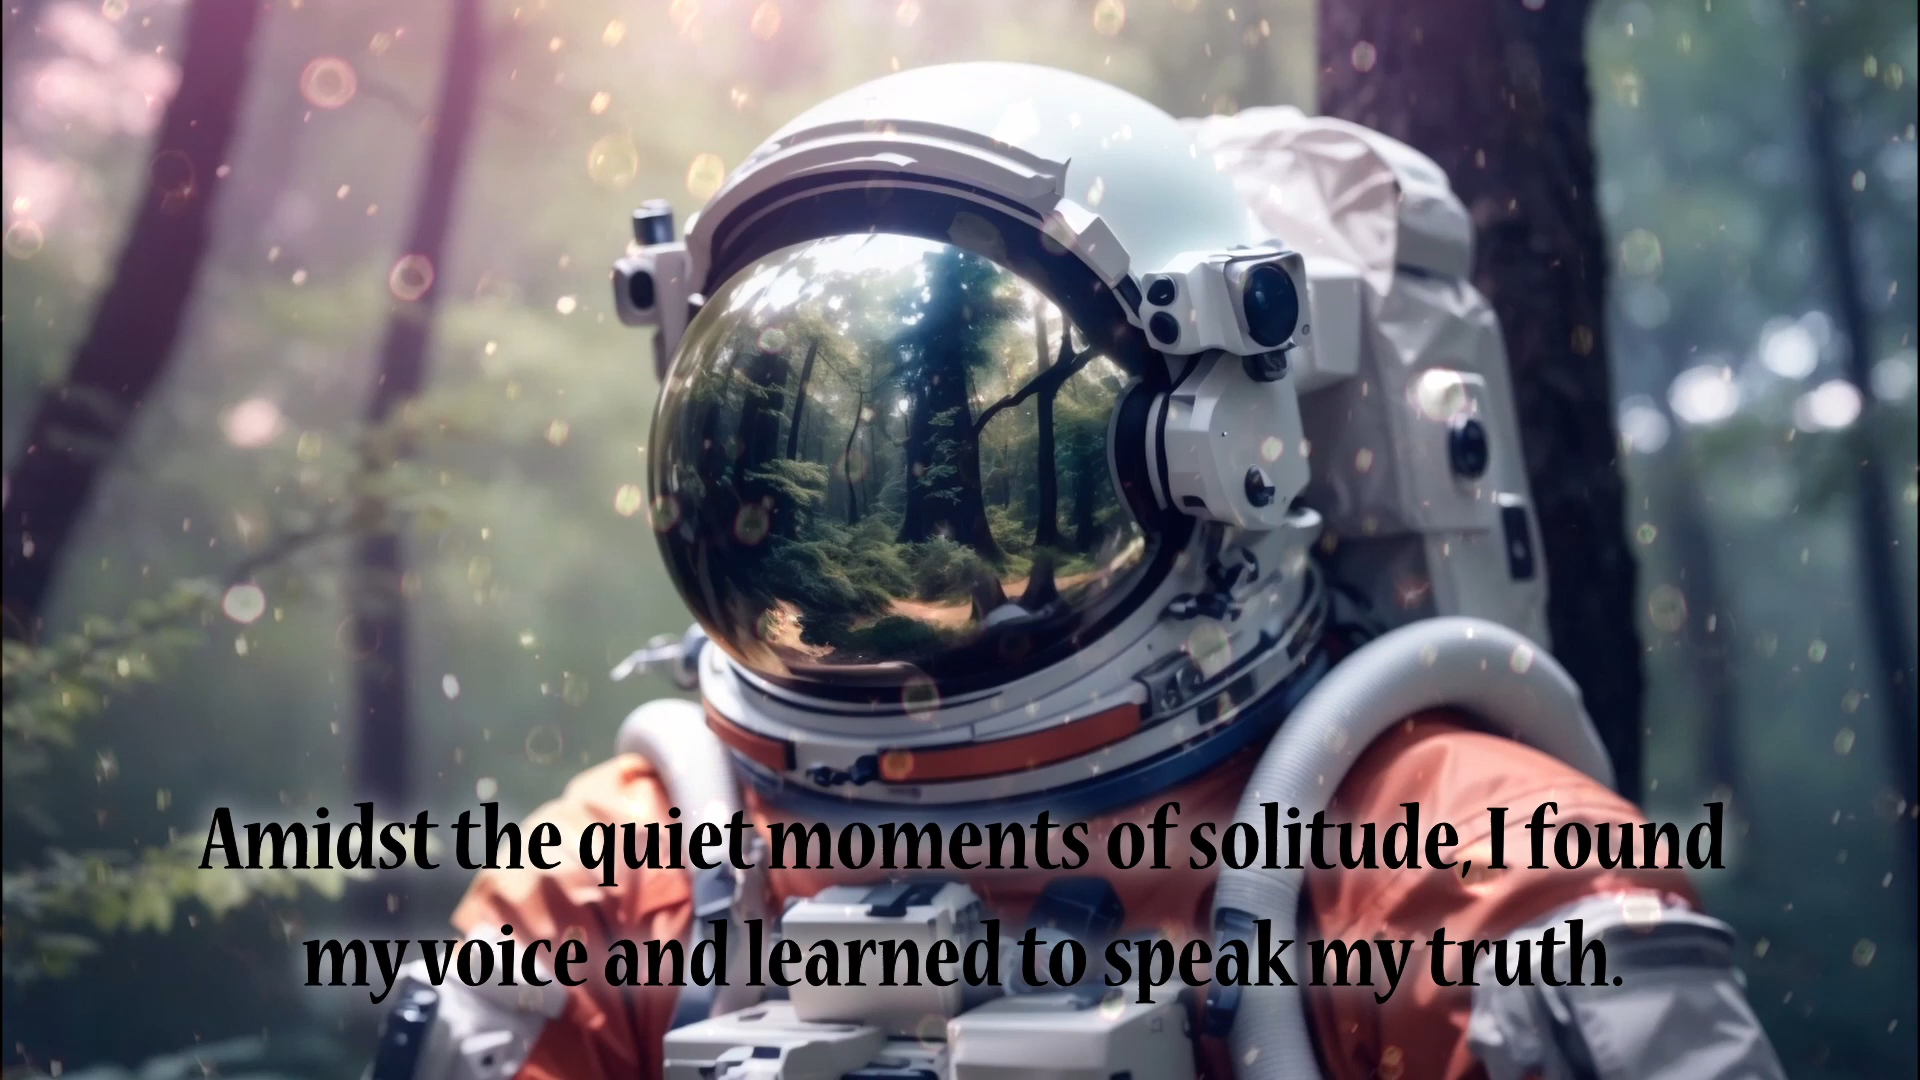 Amidst the quiet moments of solitude, I found
my voice and learned to speak my truth.